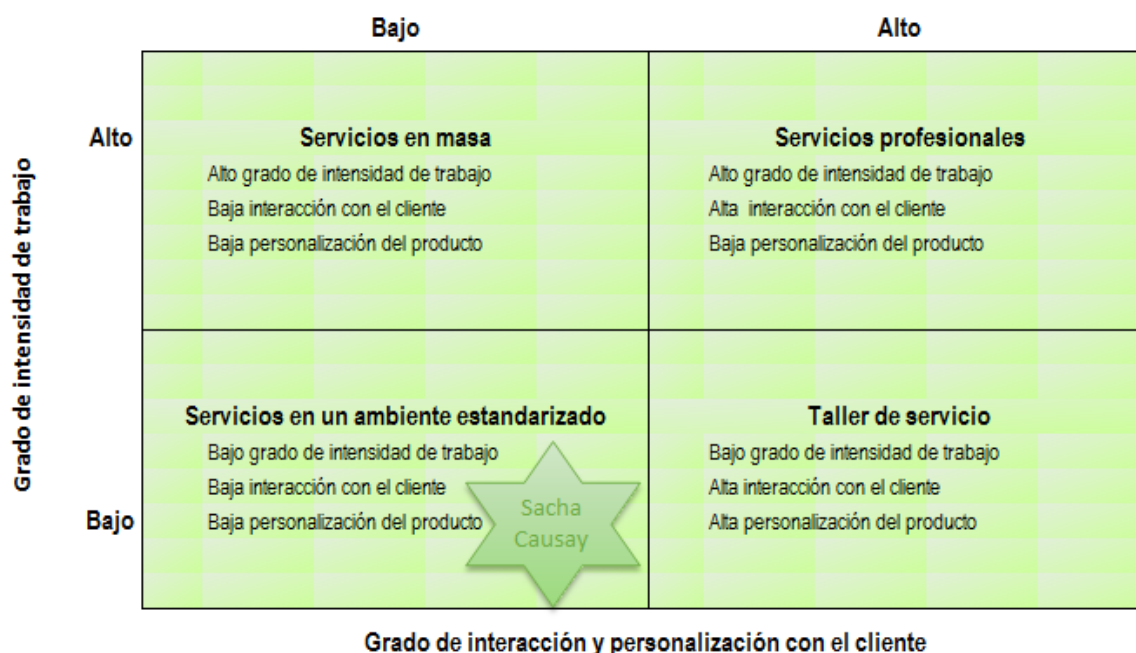 Bajo
Alto
Grado de intensidad de trabajo
Alto
Servicios en masa
Alto grado de intensidad de trabajo
Baja interacción con el cliente
Baja personalización del producto
Servicios profesionales
Alto grado de intensidad de trabajo
Alta interacción con el cliente
Baja personalización del producto
Bajo
Servicios en un ambiente estandarizado
Bajo grado de intensidad de trabajo
Baja interacción con el cliente
Baja personalización del producto
Sacha
Causay
Taller de servicio
Bajo grado de intensidad de trabajo
Alta interacción con el cliente
Alta personalización del producto
Grado de interacción y personalización con el cliente